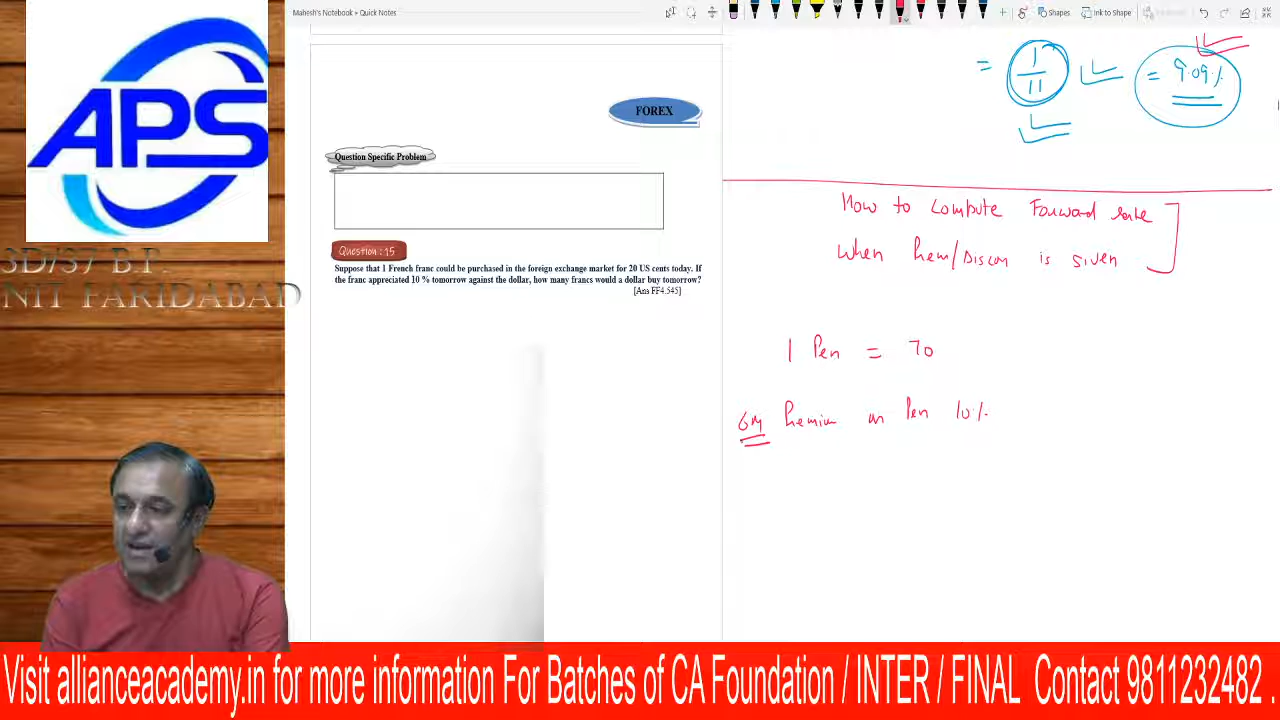 Mahesh's Notebook » Quick Notes
Shapes
Ink to Shape
APS
3D/37 B.P.
NIT FARIDABAD
FOREX
Question Specific Problem
Question : 15
Suppose that 1 French franc could be purchased in the foreign exchange market for 20 US cents today. If
the franc appreciated 10 % tomorrow against the dollar, how many francs would a dollar buy tomorrow?
[Ans FF4.545]
= 1/11 = 9.09%
How to Compute Forward rate
when Prem/Discon is given
1 Pen = 70
6M Premium on Pen 10%
Visit allianceacademy.in for more information For Batches of CA Foundation / INTER / FINAL Contact 9811232482 .